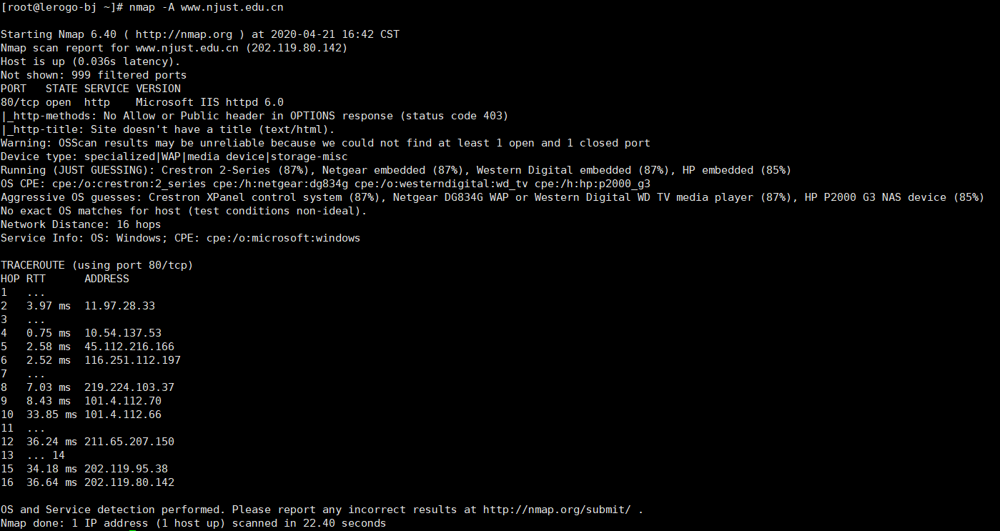 [root@lerogo-bj ~]# nmap -A www.njust.edu.cn
Starting Nmap 6.40 ( http://nmap.org ) at 2020-04-21 16:42 CST
Nmap scan report for www.njust.edu.cn (202.119.80.142)
Host is up (0.036s latency).
Not shown: 999 filtered ports
PORT   STATE SERVICE VERSION
80/tcp open  http    Microsoft IIS httpd 6.0
|_http-methods: No Allow or Public header in OPTIONS response (status code 403)
|_http-title: Site doesn't have a title (text/html).
Warning: OSScan results may be unreliable because we could not find at least 1 open and 1 closed port
Device type: specialized|WAP|media device|storage-misc
Running (JUST GUESSING): Crestron 2-Series (87%), Netgear embedded (87%), Western Digital embedded (87%), HP embedded (85%)
OS CPE: cpe:/o:crestron:2_series cpe:/h:netgear:dg834g cpe:/o:westerndigital:wd_tv cpe:/h:hp:p2000_g3
Aggressive OS guesses: Crestron XPanel control system (87%), Netgear DG834G WAP or Western Digital WD TV media player (87%), HP P2000 G3 NAS device (85%)
No exact OS matches for host (test conditions non-ideal).
Network Distance: 16 hops
Service Info: OS: Windows; CPE: cpe:/o:microsoft:windows
TRACEROUTE (using port 80/tcp)
HOP RTT      ADDRESS
1   ...
2   3.97 ms  11.97.28.33
3   ...
4   0.75 ms  10.54.137.53
5   2.58 ms  45.112.216.166
6   2.52 ms  116.251.112.197
7   ...
8   7.03 ms  219.224.103.37
9   8.43 ms  101.4.112.70
10  33.85 ms 101.4.112.66
11  ...
12  36.24 ms 211.65.207.150
13  ... 14
15  34.18 ms 202.119.95.38
16  36.64 ms 202.119.80.142
OS and Service detection performed. Please report any incorrect results at http://nmap.org/submit/ .
Nmap done: 1 IP address (1 host up) scanned in 22.40 seconds